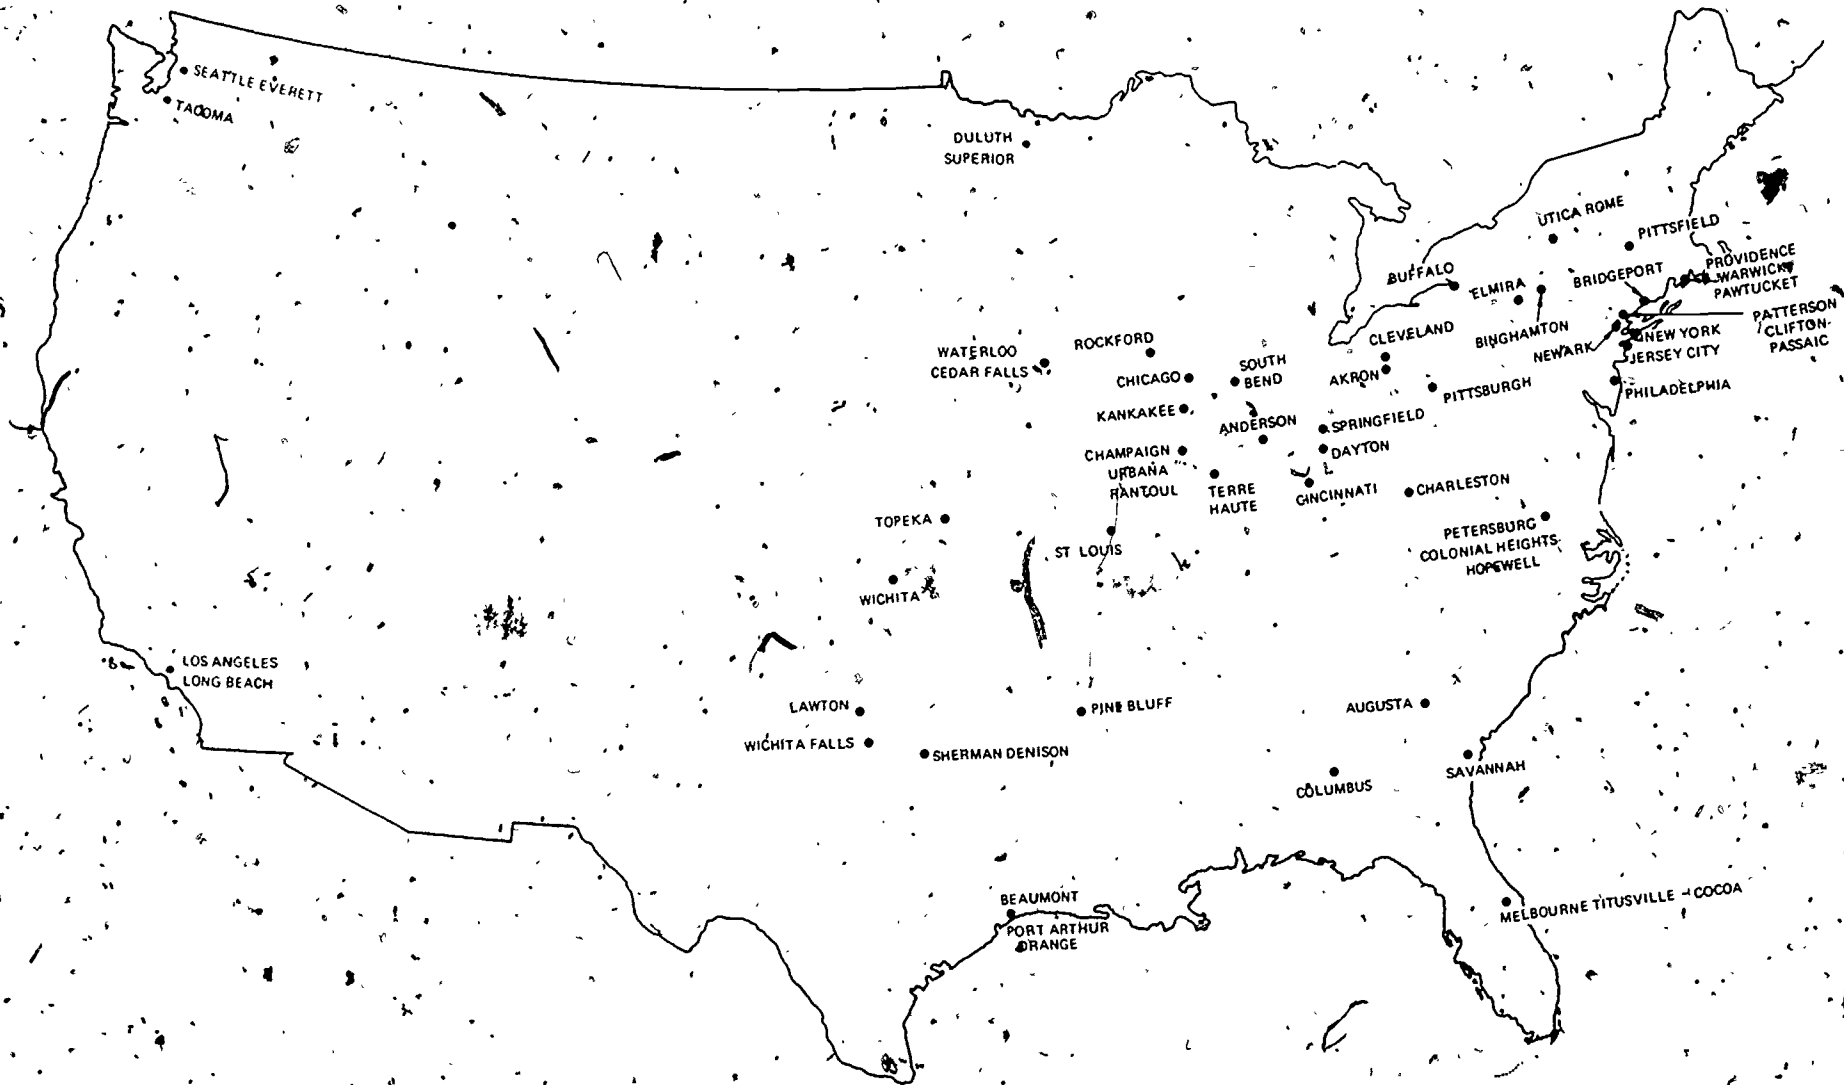 SEATTLE EVERETT
TACOMA
DULUTH
SUPERIOR
UTICA ROME
PITTSFIELD
BUFFALO
ELMIRA
BRIDGEPORT
PROVIDENCE
WARWICK
PAWTUCKET
BINGHAMTON
NEWARK
NEW YORK
JERSEY CITY
PATTERSON
CLIFTON-
PASSAIC
PHILADELPHIA
CLEVELAND
AKRON
PITTSBURGH
WATERLOO
CEDAR FALLS
ROCKFORD
CHICAGO
SOUTH
BEND
KANKAKEE
ANDERSON
SPRINGFIELD
DAYTON
CHAMPAIGN
URBANA
RANTOUL
TERRE
HAUTE
CINCINNATI
CHARLESTON
TOPEKA
ST LOUIS
PETERSBURG
COLONIAL HEIGHTS-
HOPEWELL
WICHITA
LOS ANGELES
LONG BEACH
LAWTON
PINE BLUFF
AUGUSTA
WICHITA FALLS
SHERMAN DENISON
SAVANNAH
COLUMBUS
BEAUMONT
PORT ARTHUR
ORANGE
MELBOURNE TITUSVILLE - COCOA